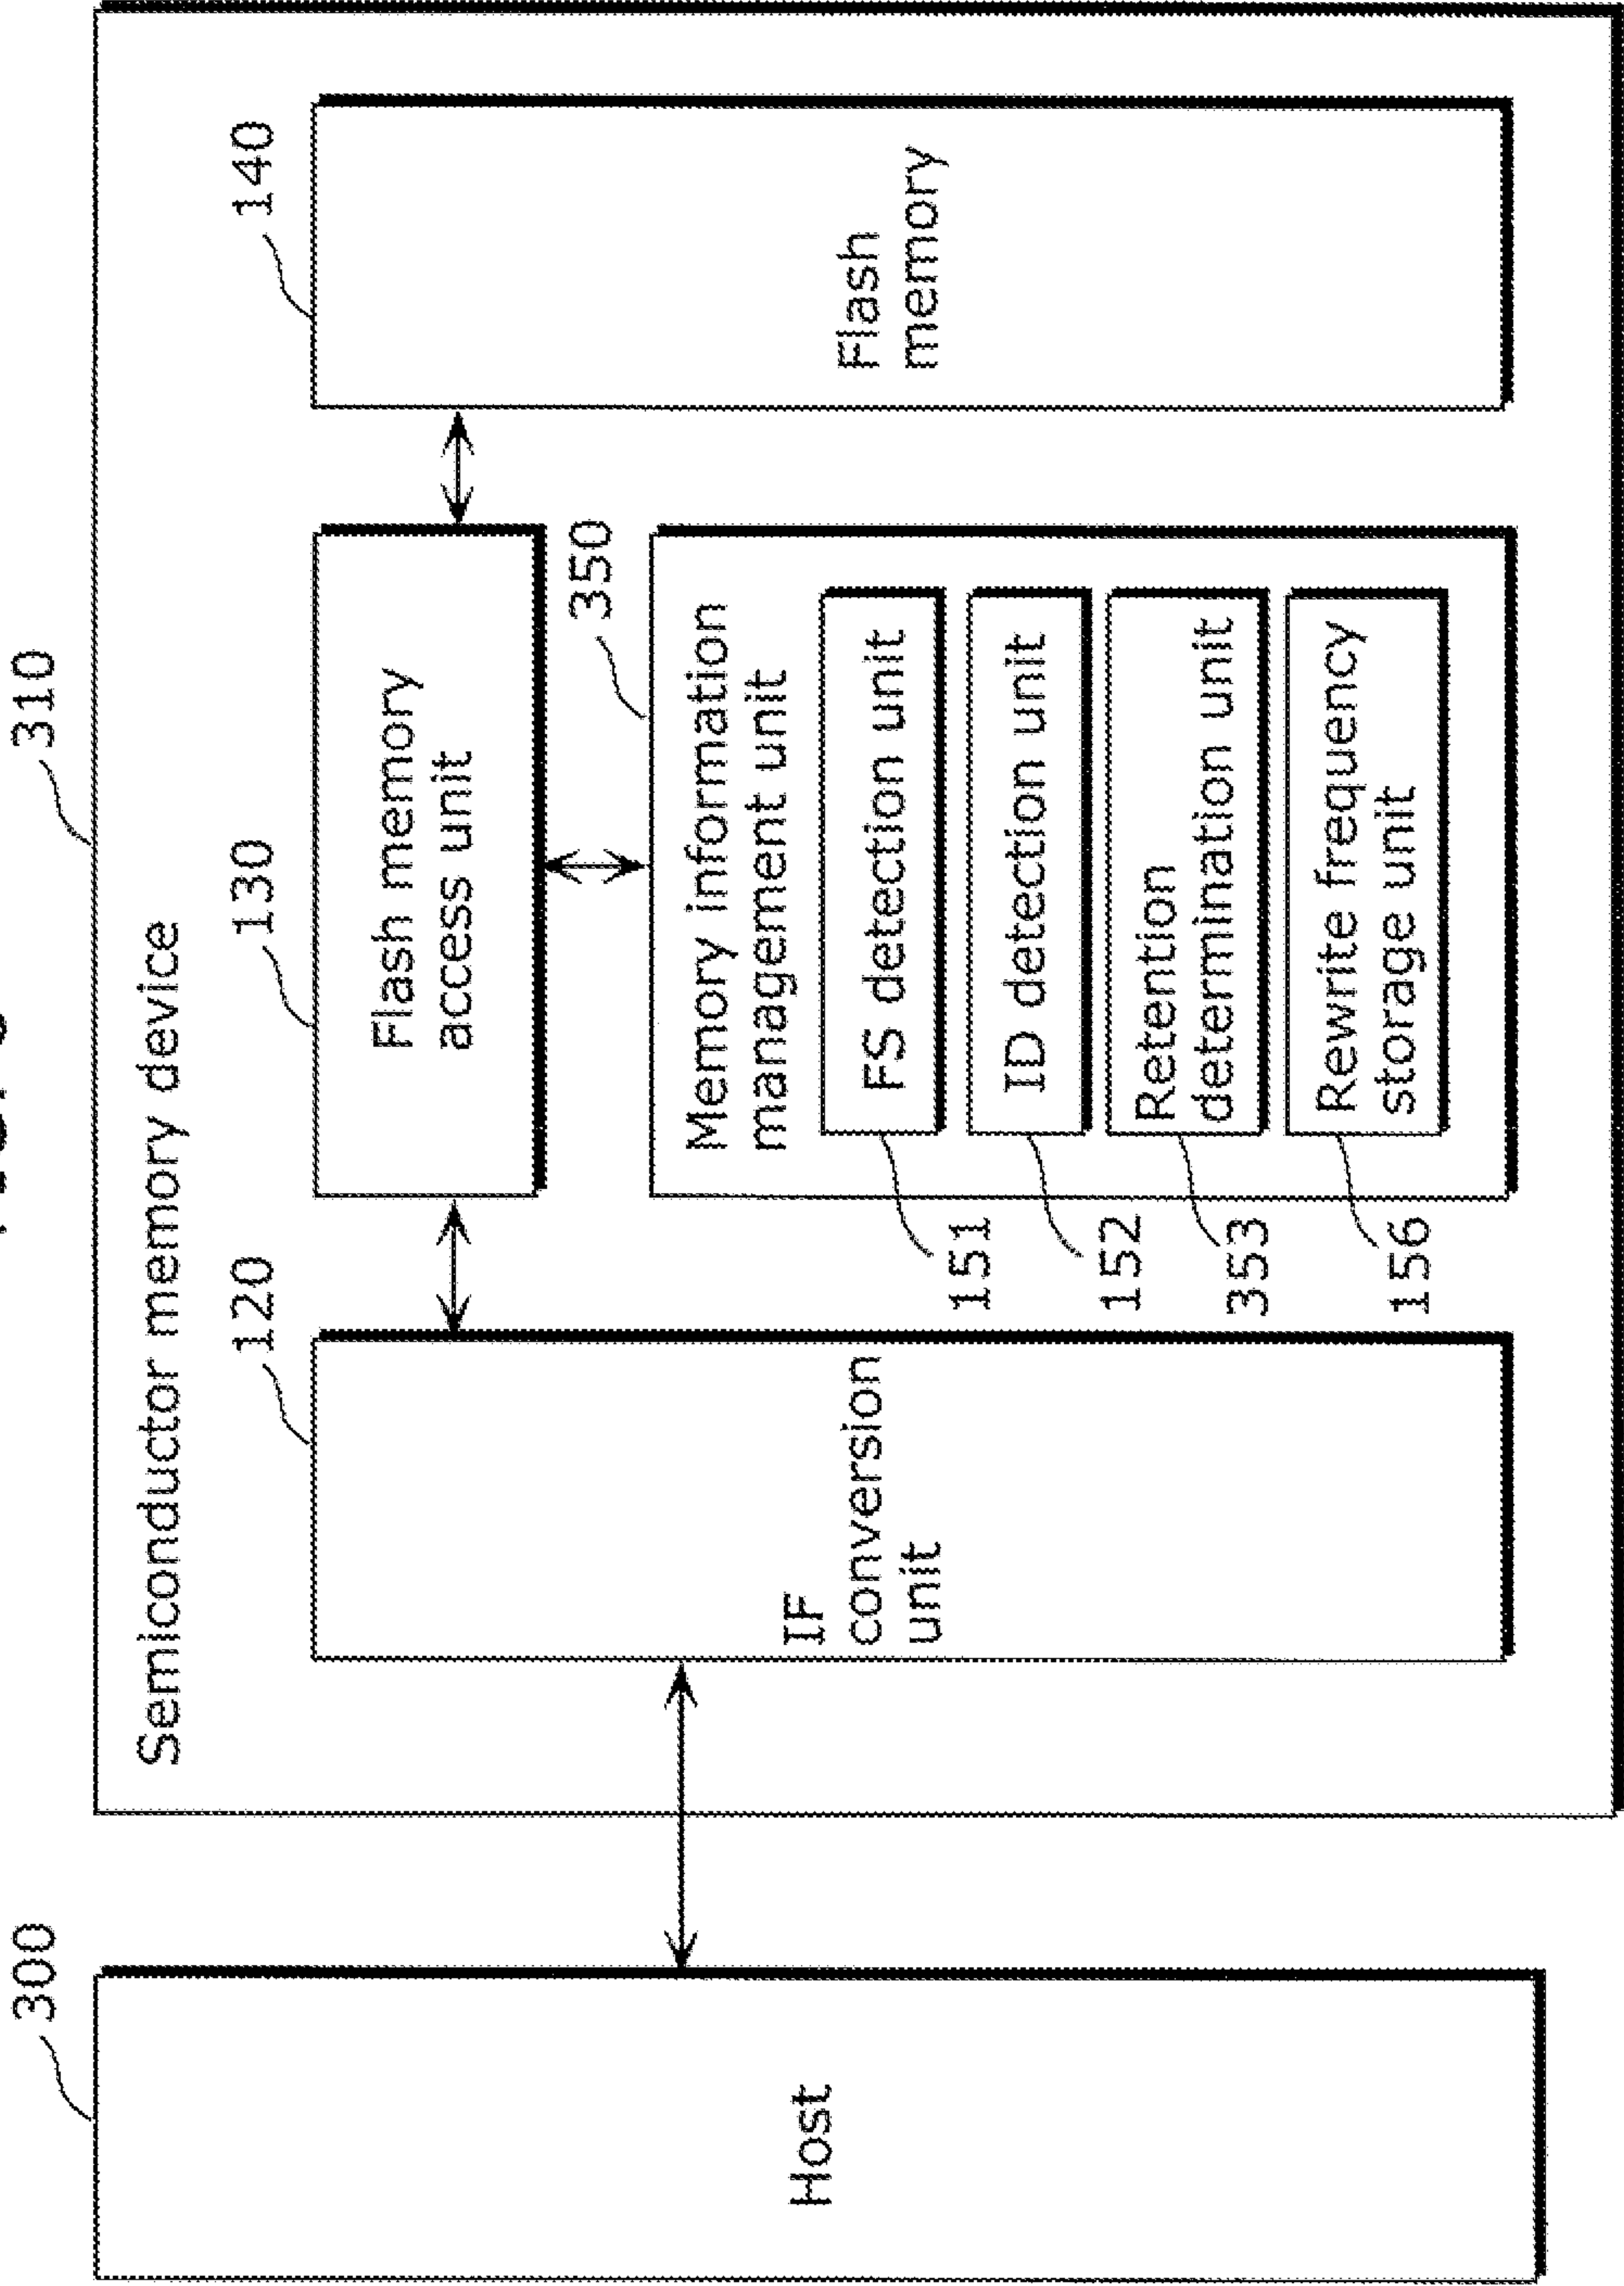 300
310
Semiconductor memory device
Host
120
IF
conversion
unit
130
Flash memory
access unit
140
Flash
memory
350
Memory information
management unit
151
FS detection unit
152
ID detection unit
353
Retention
determination unit
156
Rewrite frequency
storage unit